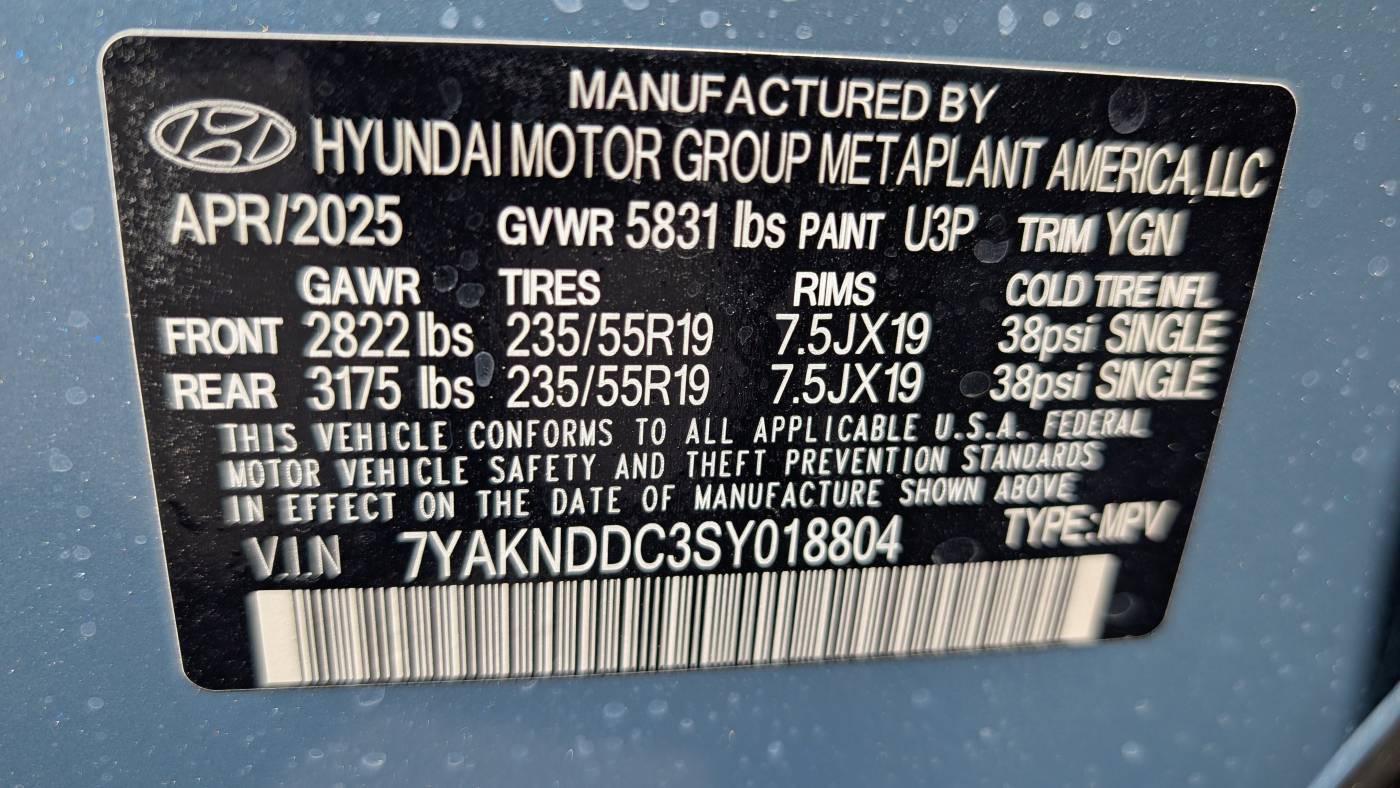 MANUFACTURED BY
HYUNDAI MOTOR GROUP METAPLANT AMERICA, LLC
APR/2025 GVWR 5831 lbs PAINT U3P TRIM YGN
GAWR TIRES RIMS COLD TIRE INFL
FRONT 2822 lbs 235/55R19 7.5JX19 38psi SINGLE
REAR 3175 lbs 235/55R19 7.5JX19 38psi SINGLE
THIS VEHICLE CONFORMS TO ALL APPLICABLE U.S.A. FEDERAL
MOTOR VEHICLE SAFETY AND THEFT PREVENTION STANDARDS
IN EFFECT ON THE DATE OF MANUFACTURE SHOWN ABOVE
V.I.N 7YAKNDDC3SY018804 TYPE: MPV